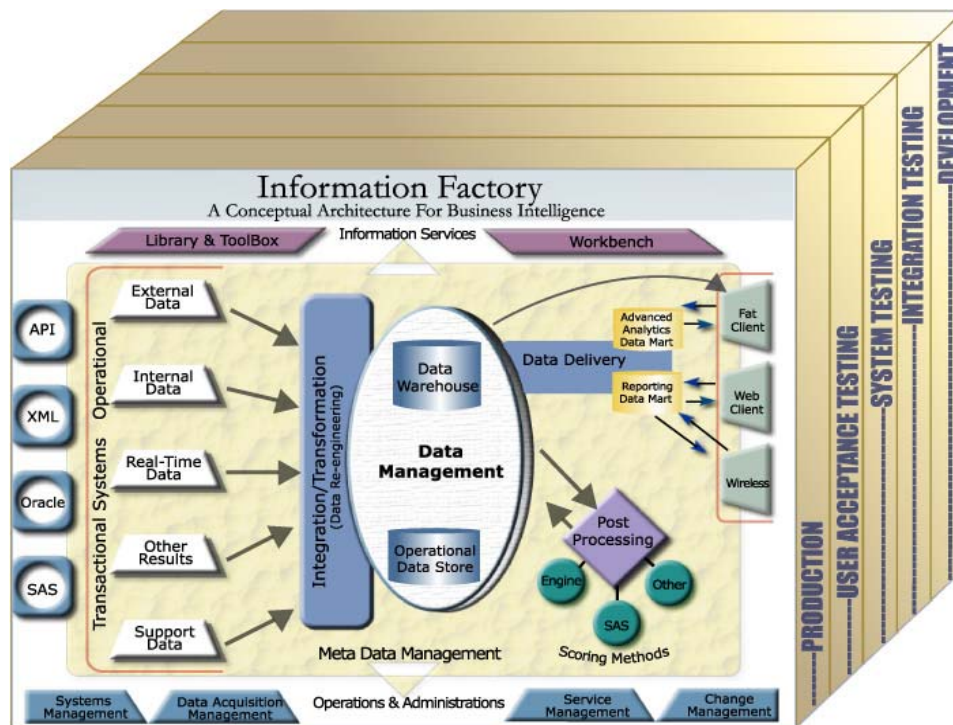 Information Factory
A Conceptual Architecture For Business Intelligence
Library & ToolBox
Information Services
Workbench
API
XML
Oracle
SAS
Transactional Systems Operational
External
Data
Internal
Data
Real-Time
Data
Other
Results
Support
Data
Integration/Transformation
(Data Re-engineering)
Data
Warehouse
Data
Management
Operational
Data Store
Data Delivery
Advanced
Analytics
Data Mart
Reporting
Data Mart
Fat
Client
Web
Client
Wireless
Post
Processing
Engine
SAS
Other
Scoring Methods
Meta Data Management
Systems
Management
Data Acquisition
Management
Operations & Administrations
Service
Management
Change
Management
PRODUCTION
USER ACCEPTANCE TESTING
SYSTEM TESTING
INTEGRATION TESTING
DEVELOPMENT